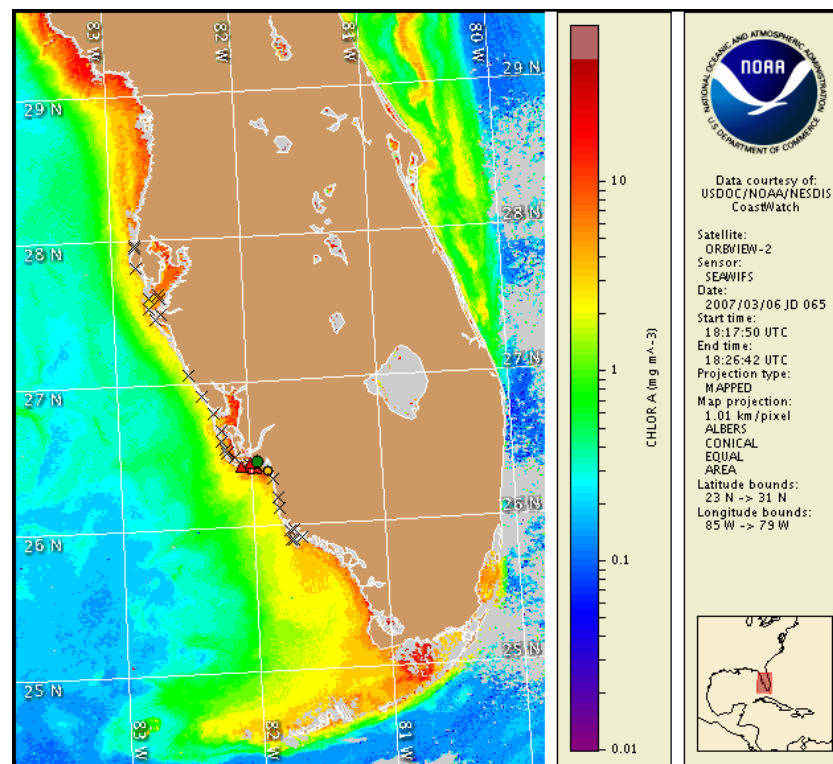 83 W
82 W
81 W
80 W
29 N
29 N
28 N
28 N
27 N
27 N
26 N
26 N
25 N
25 N
83 W
82 W
81 W
10
1
0.1
0.01
CHLOR A (mg m^-3)
NATIONAL OCEANIC AND ATMOSPHERIC ADMINISTRATION
NOAA
U.S. DEPARTMENT OF COMMERCE
Data courtesy of:
USDOC/NOAA/NESDIS
CoastWatch
Satellite:
ORBVIEW-2
Sensor:
SEAWIFS
Date:
2007/03/06 JD 065
Start time:
18:17:50 UTC
End time:
18:26:42 UTC
Projection type:
MAPPED
Map projection:
1.01 km/pixel
ALBERS
CONICAL
EQUAL
AREA
Latitude bounds:
23 N -> 31 N
Longitude bounds:
85 W -> 79 W